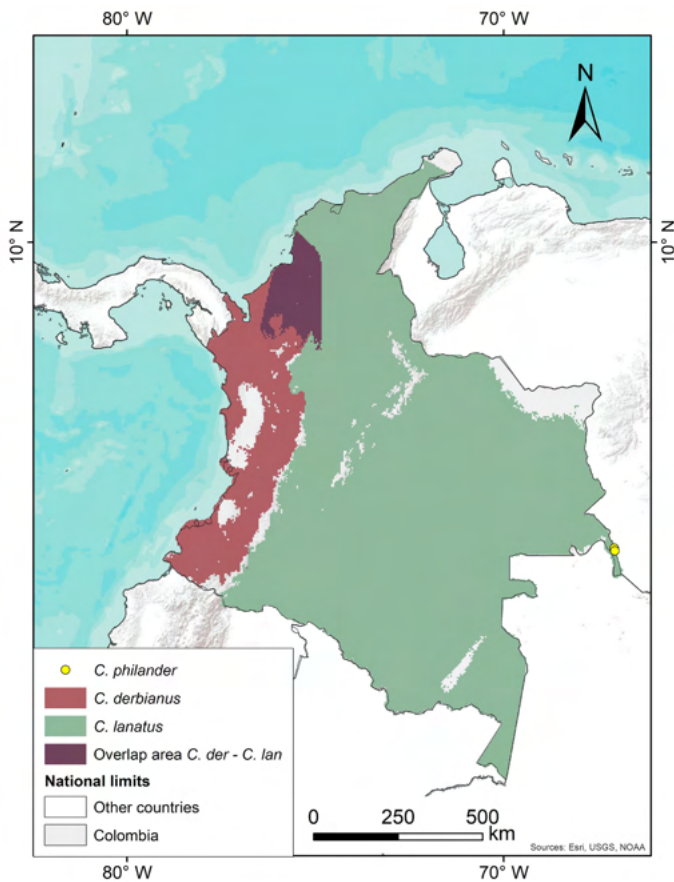 80° W 70° W
N
10° N 10° N
C. philander
C. derbianus
C. lanatus
Overlap area C. der - C. lan
National limits
Other countries
Colombia
0 250 500
km
Sources: Esri, USGS, NOAA
80° W 70° W